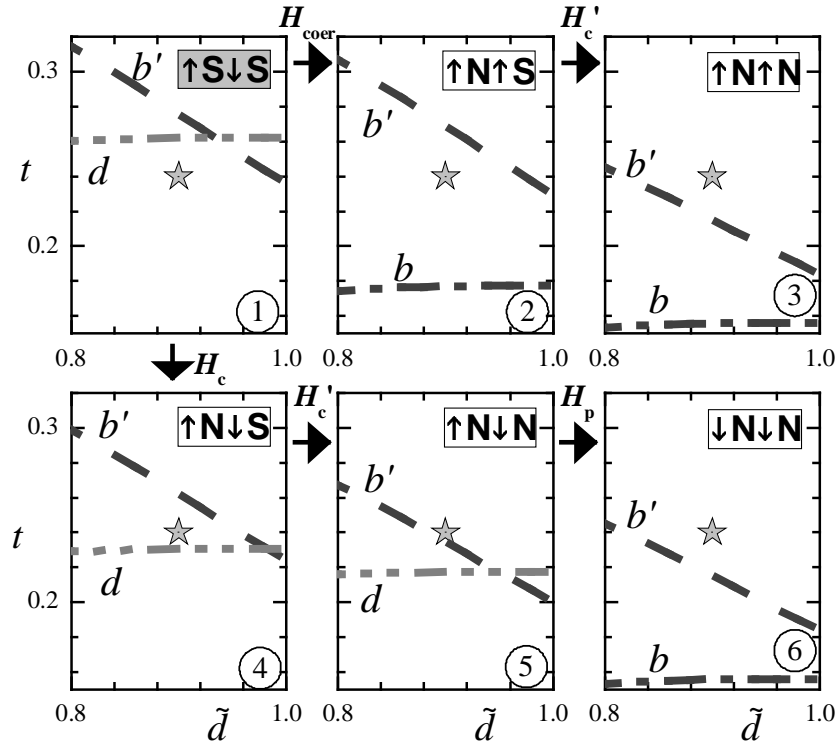 H_coer
H_c'
0.3
b'
↑S↓S
b'
↑N↑S
b'
↑N↑N
t
d
0.2
b
b
1
2
3
0.8
1.0
0.8
1.0
0.8
1.0
H_c
H_c'
H_p
0.3
b'
↑N↓S
b'
↑N↓N
b'
↓N↓N
t
d
d
0.2
b
4
5
6
0.8
d̃
1.0
0.8
d̃
1.0
0.8
d̃
1.0